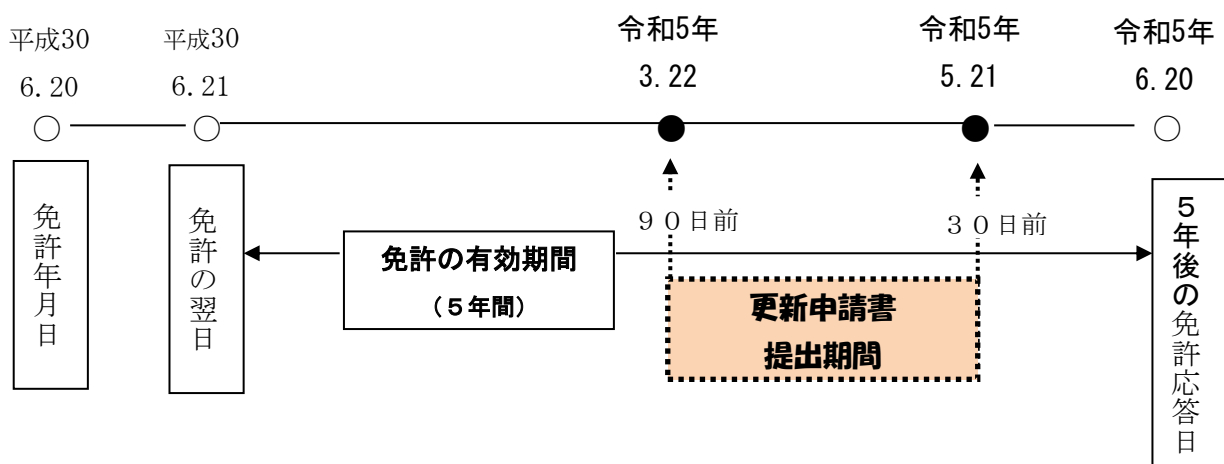 平成30
6.20
平成30
6.21
令和5年
3.22
令和5年
5.21
令和5年
6.20
免許年月日
免許の翌日
免許の有効期間
(5年間)
90日前
30日前
更新申請書
提出期間
5年後の免許応答日